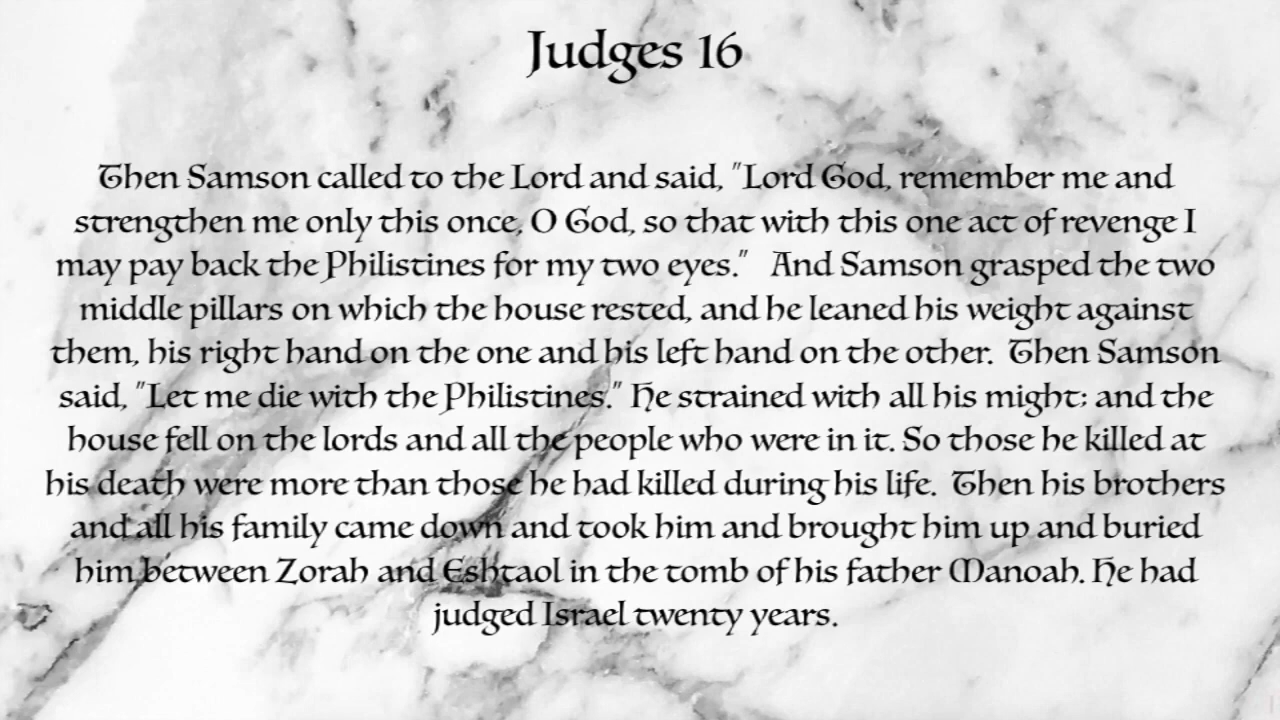 Judges 16
Then Samson called to the Lord and said, "Lord God, remember me and
strengthen me only this once, O God, so that with this one act of revenge I
may pay back the Philistines for my two eyes." And Samson grasped the two
middle pillars on which the house rested, and he leaned his weight against
them, his right hand on the one and his left hand on the other. Then Samson
said, "Let me die with the Philistines." He strained with all his might; and the
house fell on the lords and all the people who were in it. So those he killed at
his death were more than those he had killed during his life. Then his brothers
and all his family came down and took him and brought him up and buried
him between Zorah and Eshtaol in the tomb of his father Manoah. He had
judged Israel twenty years.